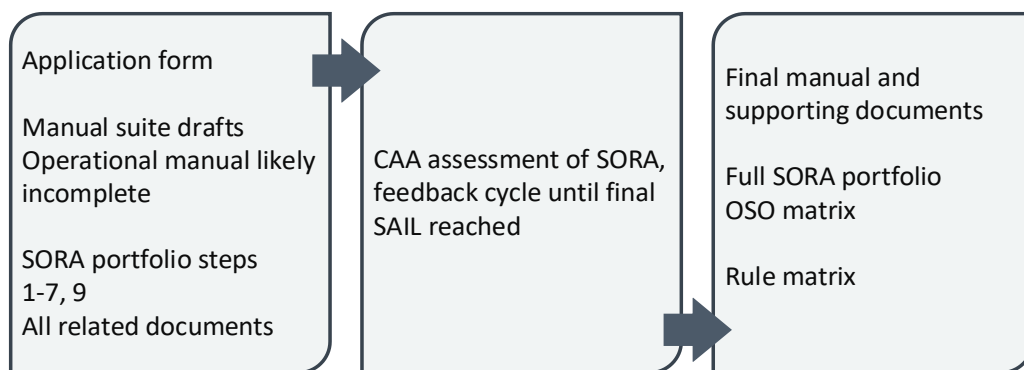 Application form
Manual suite drafts
Operational manual likely
incomplete
SORA portfolio steps
1-7, 9
All related documents
CAA assessment of SORA,
feedback cycle until final
SAIL reached
Final manual and
supporting documents
Full SORA portfolio
OSO matrix
Rule matrix